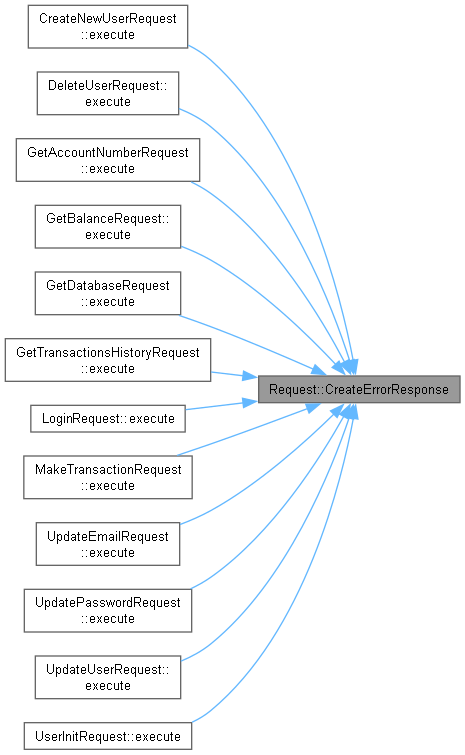 CreateNewUserRequest
::execute
DeleteUserRequest::
execute
GetAccountNumberRequest
::execute
GetBalanceRequest::
execute
GetDatabaseRequest
::execute
GetTransactionsHistoryRequest
::execute
Request::CreateErrorResponse
LoginRequest::execute
MakeTransactionRequest
::execute
UpdateEmailRequest
::execute
UpdatePasswordRequest
::execute
UpdateUserRequest::
execute
UserInitRequest::execute